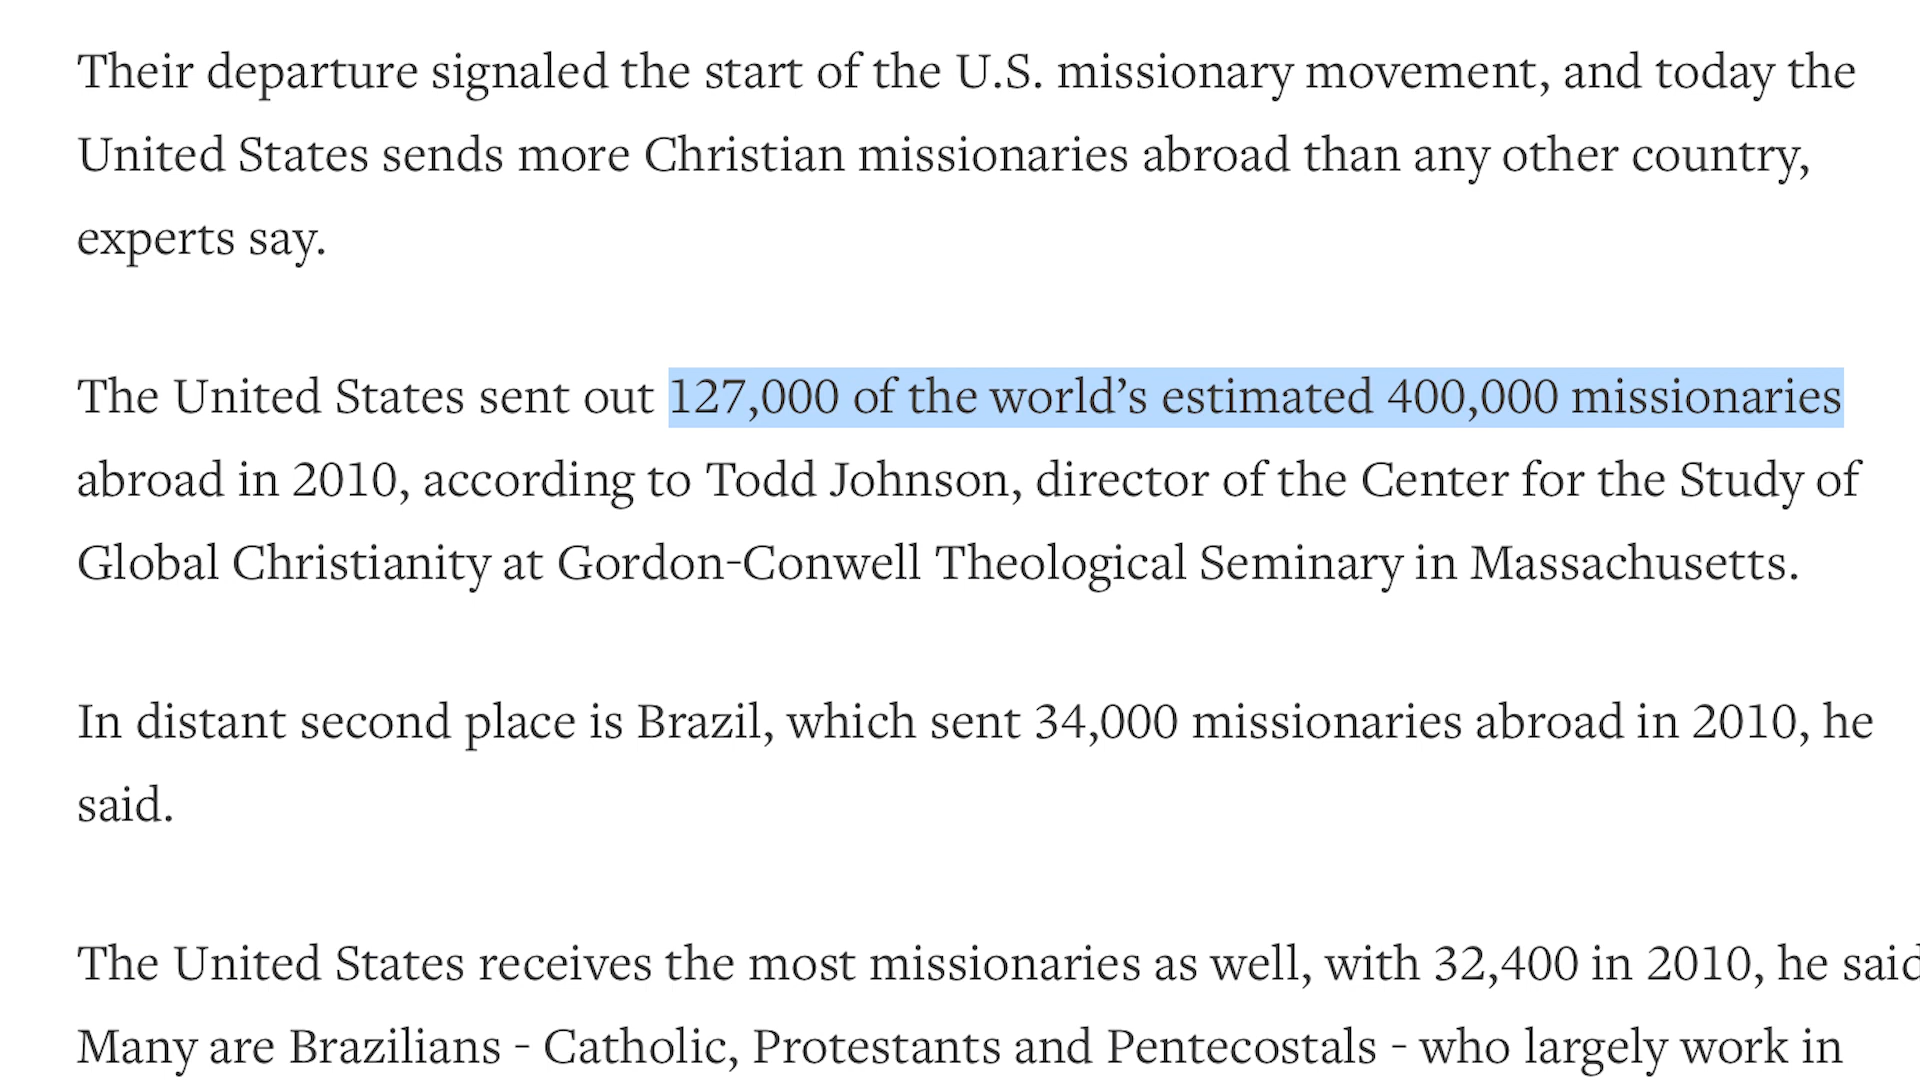 Their departure signaled the start of the U.S. missionary movement, and today the
United States sends more Christian missionaries abroad than any other country,
experts say.
The United States sent out 127,000 of the world’s estimated 400,000 missionaries
abroad in 2010, according to Todd Johnson, director of the Center for the Study of
Global Christianity at Gordon-Conwell Theological Seminary in Massachusetts.
In distant second place is Brazil, which sent 34,000 missionaries abroad in 2010, he
said.
The United States receives the most missionaries as well, with 32,400 in 2010, he said
Many are Brazilians - Catholic, Protestants and Pentecostals - who largely work in